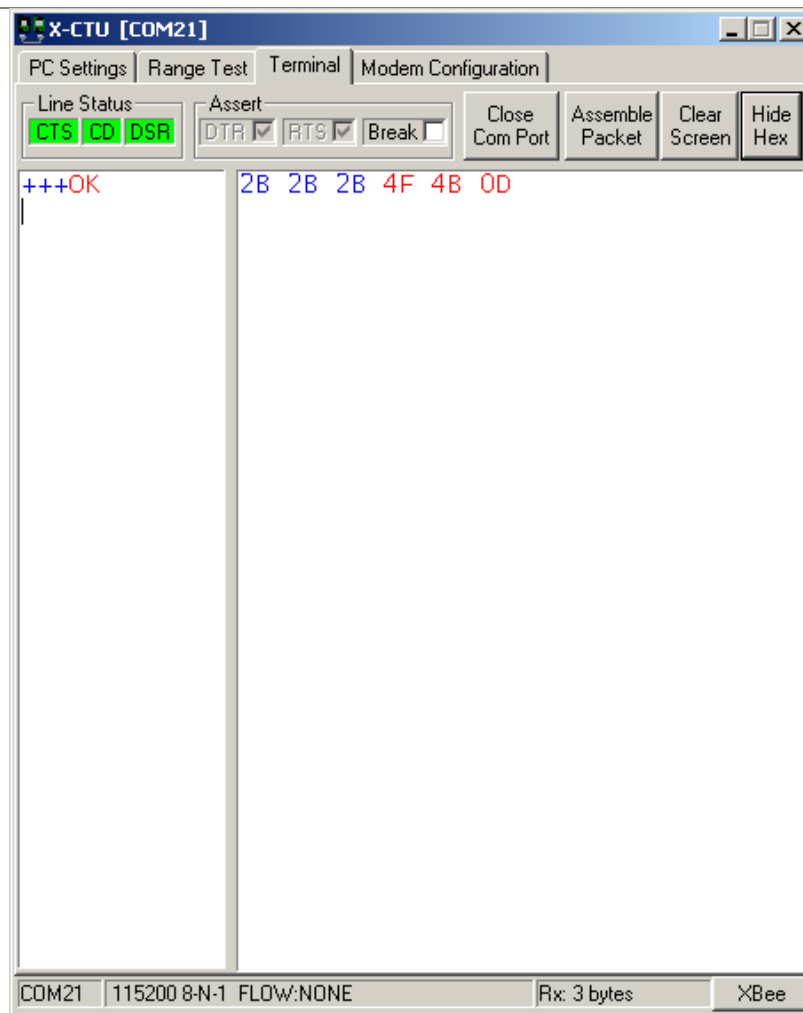 X-CTU [COM21]
PC Settings Range Test Terminal Modem Configuration
Line Status Assert
CTS CD DSR DTR RTS Break Close Com Port Assemble Packet Clear Screen Hide Hex
+++OK 2B 2B 2B 4F 4B 0D
COM21 115200 8-N-1 FLOW:NONE Rx: 3 bytes XBee